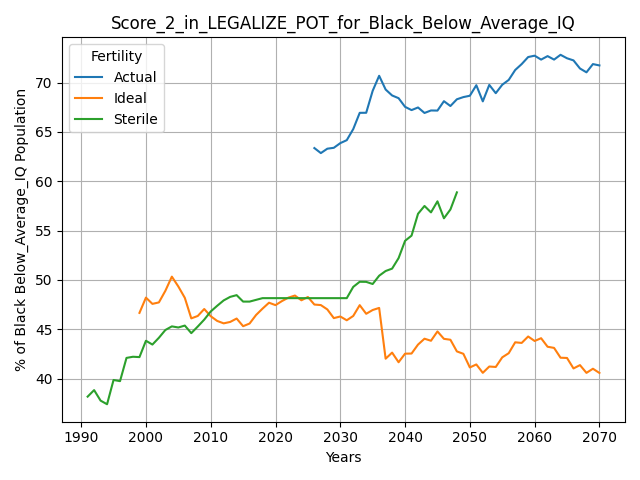 Score_2_in_LEGALIZE_POT_for_Black_Below_Average_IQ
% of Black Below_Average_IQ Population
Fertility
Actual
Ideal
Sterile
70
65
60
55
50
45
40
1990 2000 2010 2020 2030 2040 2050 2060 2070
Years